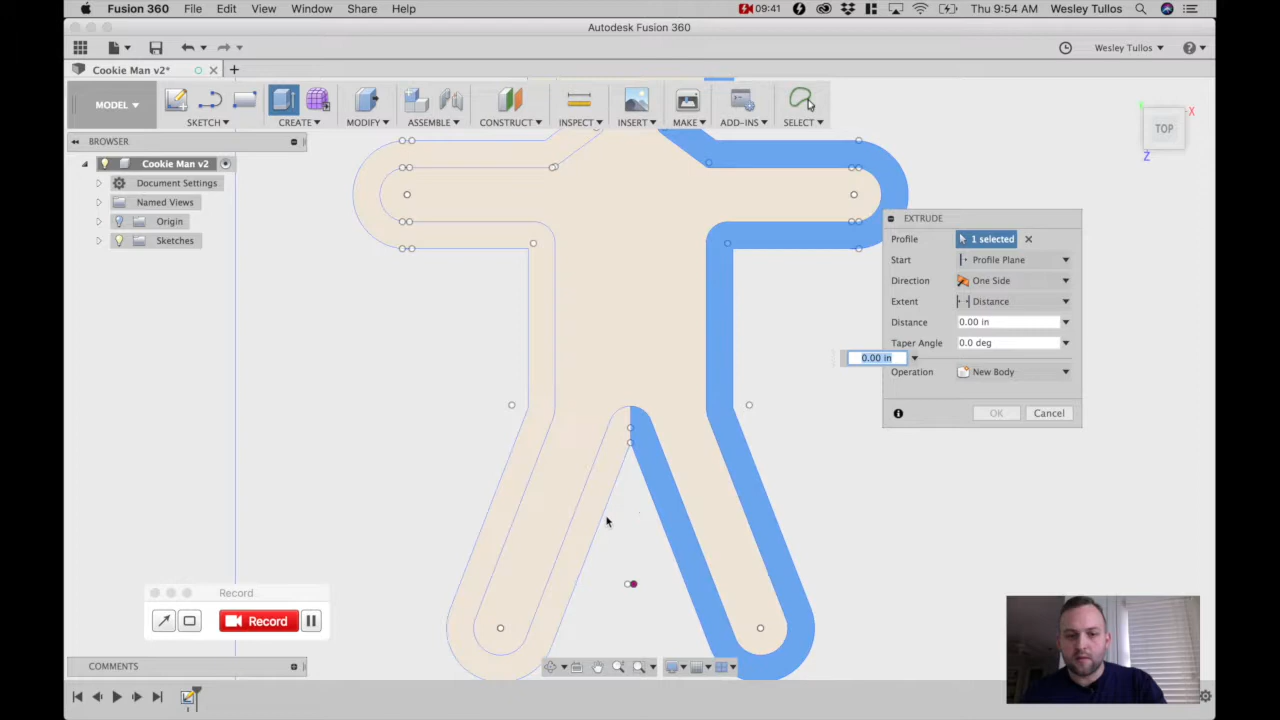 Fusion 360 File Edit View Window Share Help 09:41 Thu 9:54 AM Wesley Tullos
Autodesk Fusion 360
Wesley Tullos
Cookie Man v2*
MODEL SKETCH CREATE MODIFY ASSEMBLE CONSTRUCT INSPECT INSERT MAKE ADD-INS SELECT
TOP
X
Z
BROWSER
Cookie Man v2
Document Settings
Named Views
Origin
Sketches
EXTRUDE
Profile 1 selected
Start Profile Plane
Direction One Side
Extent Distance
Distance 0.00 in
Taper Angle 0.0 deg
0.00 in
Operation New Body
OK Cancel
Record
Record
COMMENTS